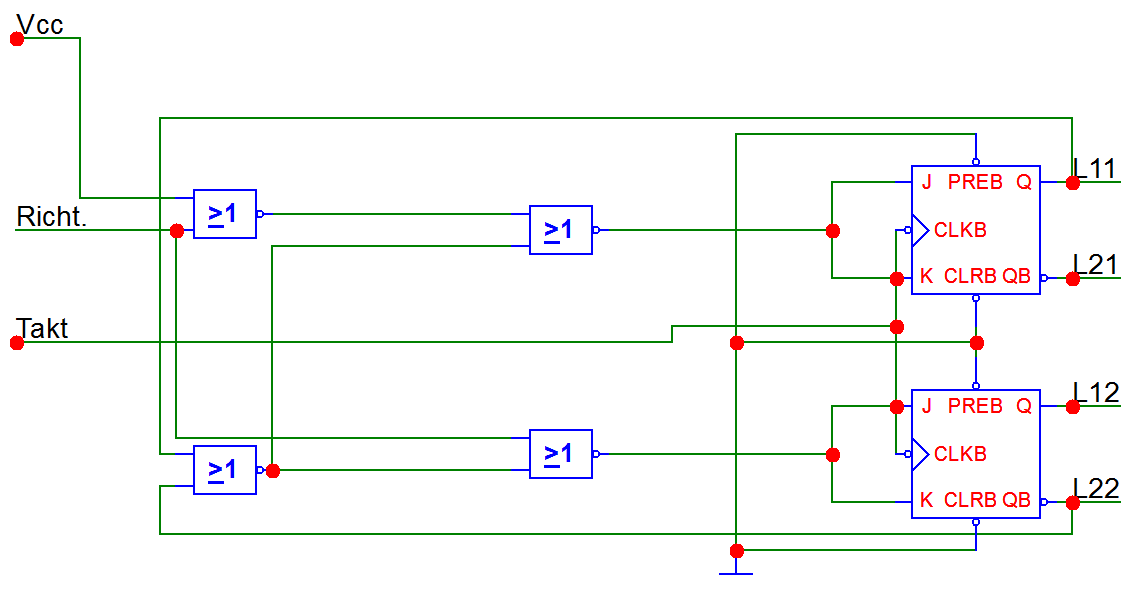 Vcc
Richt.
Takt
≥1
≥1
≥1
≥1
J PREB Q
CLKB
K CLRB QB
L11
L21
J PREB Q
CLKB
K CLRB QB
L12
L22